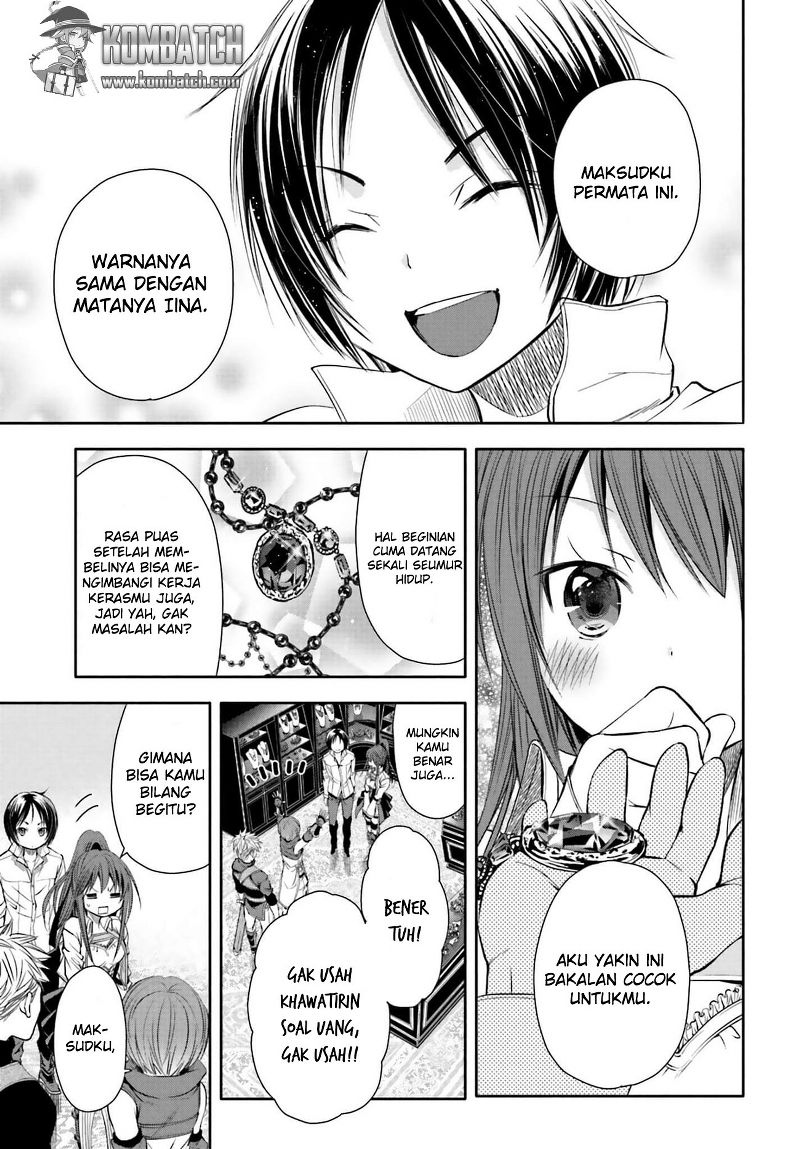 KOMBATCH
www.kombatch.com
MAKSUDKU
PERMATA INI.
WARNANYA
SAMA DENGAN
MATANYA IINA.
AKU YAKIN INI
BAKALAN COCOK
UNTUKMU.
HAL BEGINIAN
CUMA DATANG
SEKALI SEUMUR
HIDUP.
RASA PUAS
SETELAH MEM-
BELINYA BISA ME-
NGIMBANGI KERJA
KERASMU JUGA,
JADI YAH, GAK
MASALAH KAN?
MUNGKIN
KAMU
BENAR
JUGA...
BENER
TUH!
GAK USAH
KHAWATIRIN
SOAL UANG,
GAK USAH!!
GIMANA
BISA KAMU
BILANG
BEGITU?
MAK-
SUDKU,